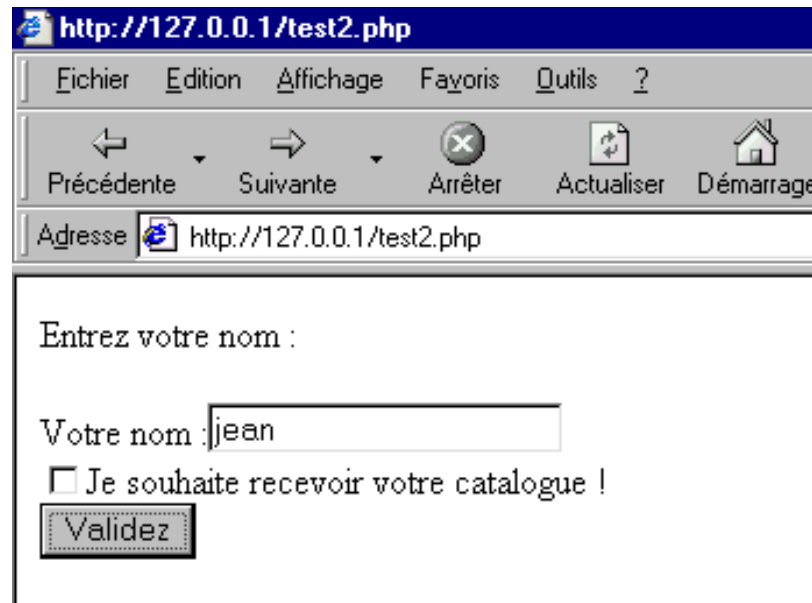 http://127.0.0.1/test2.php
Fichier Edition Affichage Favoris Outils ?
Précédente Suivante Arrêter Actualiser Démarrage
Adresse http://127.0.0.1/test2.php
Entrez votre nom :
Votre nom : jean
Je souhaite recevoir votre catalogue !
Validez